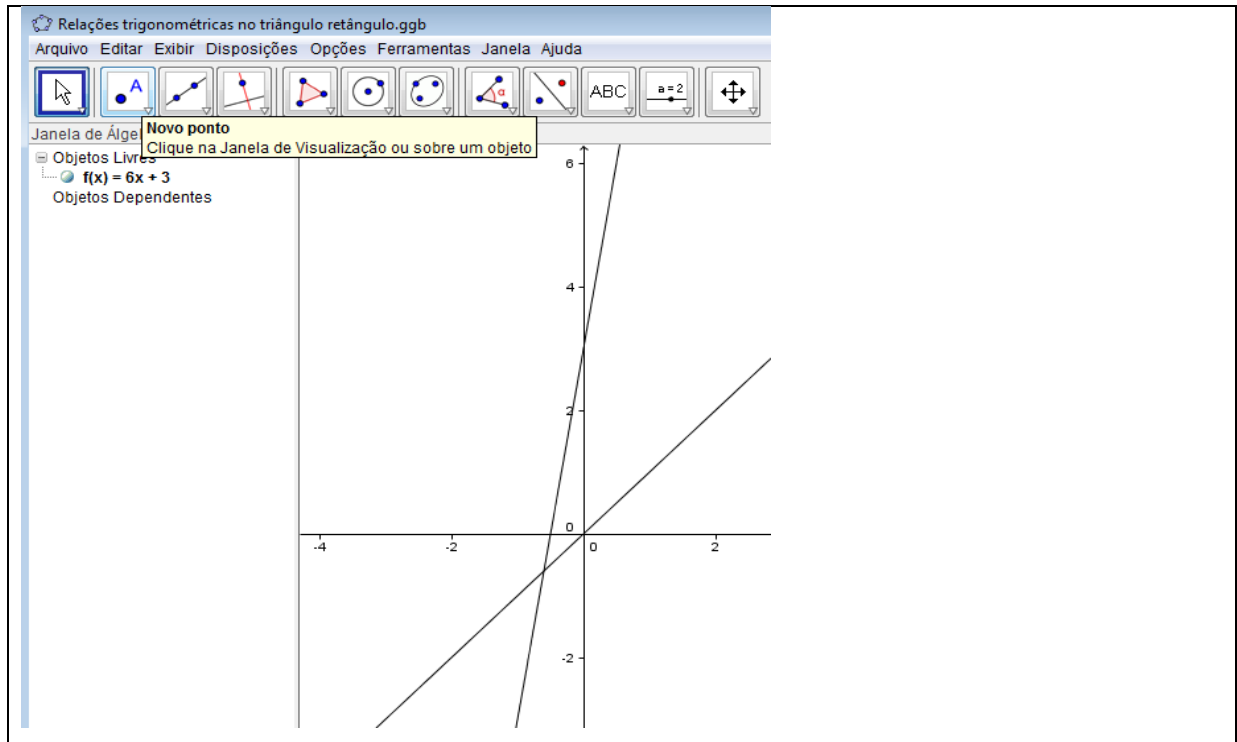 Relações trigonométricas no triângulo retângulo.ggb
Arquivo Editar Exibir Disposições Opções Ferramentas Janela Ajuda
A
α
ABC
a = 2
Janela de Álge
Novo ponto
Clique na Janela de Visualização ou sobre um objeto
Objetos Livres
f(x) = 6x + 3
Objetos Dependentes
6
4
2
0
-4 -2 0 2
-2